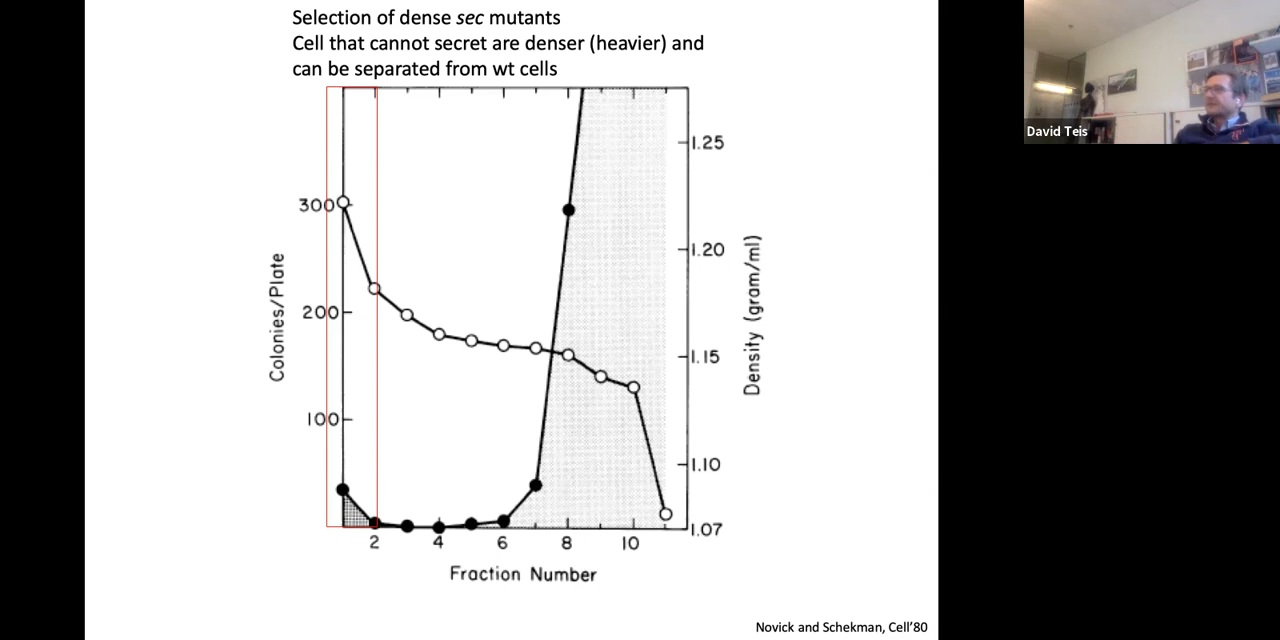 Selection of dense sec mutants
Cell that cannot secret are denser (heavier) and
can be separated from wt cells
David Teis
Colonies/Plate
300
200
100
2
4
6
8
10
Fraction Number
1.25
1.20
1.15
1.10
1.07
Density (gram/ml)
Novick and Schekman, Cell'80